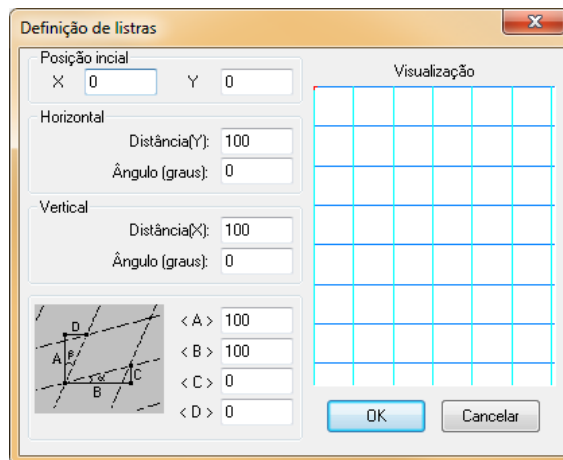 Definição de listras
Posição incial
X 0 Y 0
Horizontal
Distância(Y): 100
Ângulo (graus): 0
Vertical
Distância(X): 100
Ângulo (graus): 0
D
A β α C
B
< A > 100
< B > 100
< C > 0
< D > 0
Visualização
OK Cancelar